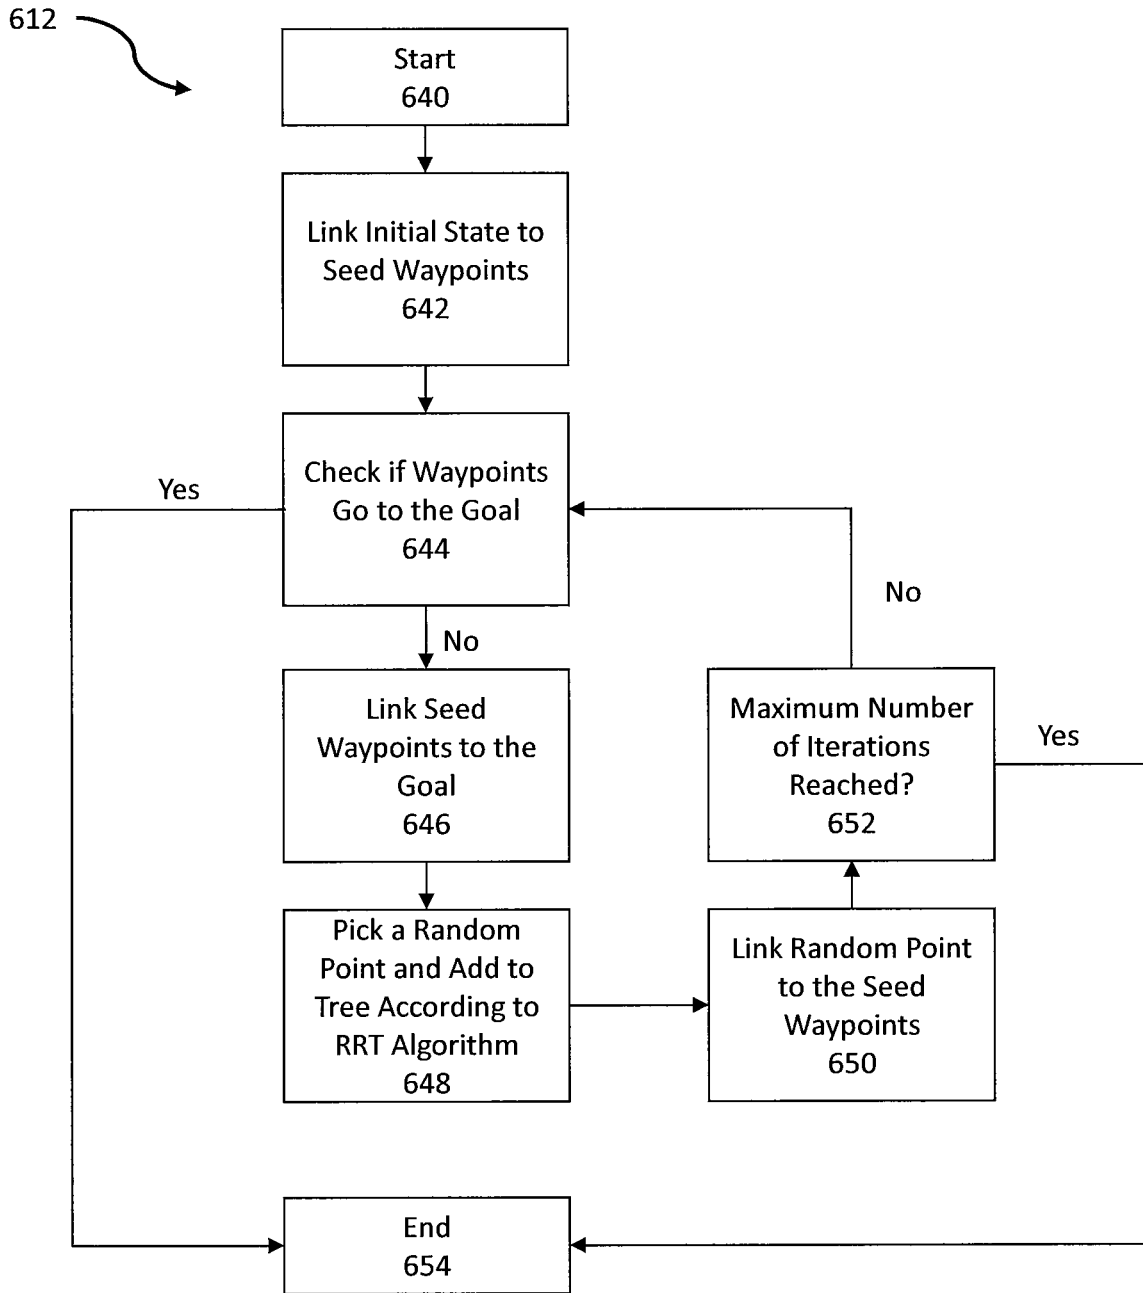 612
Start
640
Link Initial State to
Seed Waypoints
642
Check if Waypoints
Go to the Goal
644
Yes
No
No
Link Seed
Waypoints to the
Goal
646
Maximum Number
of Iterations
Reached?
652
Yes
Pick a Random
Point and Add to
Tree According to
RRT Algorithm
648
Link Random Point
to the Seed
Waypoints
650
End
654